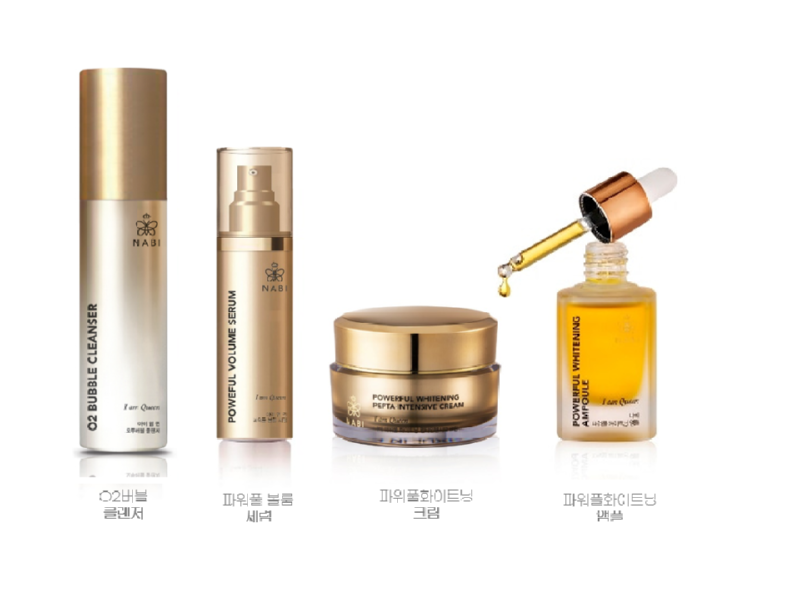 NABI
O2 BUBBLE CLEANSER
I am Queen
NABI
POWEFUL VOLUME SERUM
I am Queen
POWERFUL WHITENING
PEPTA INTENSIVE CREAM
I am Queen
NABI
POWERFUL WHITENING
AMPOULE
I am Queen
O2버블
클렌저
파워풀 볼륨
세럼
파워풀화이트닝
크림
파워풀화이트닝
앰플